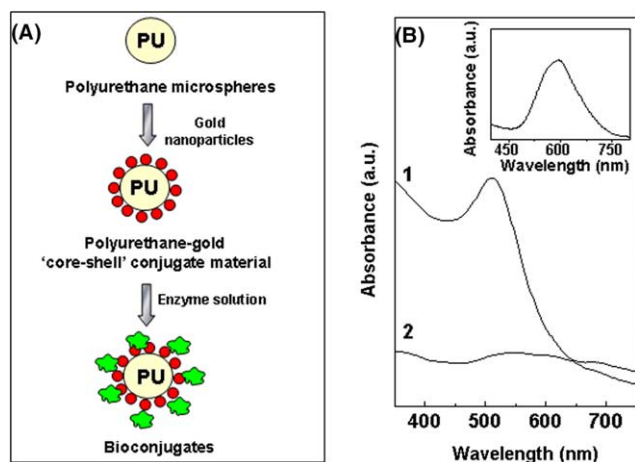 (A)
PU
Polyurethane microspheres
Gold
nanoparticles
PU
Polyurethane-gold
'core-shell' conjugate material
Enzyme solution
PU
Bioconjugates
(B)
Absorbance (a.u.)
450 600 750
Wavelength (nm)
Absorbance (a.u.)
1
2
400 500 600 700
Wavelength (nm)